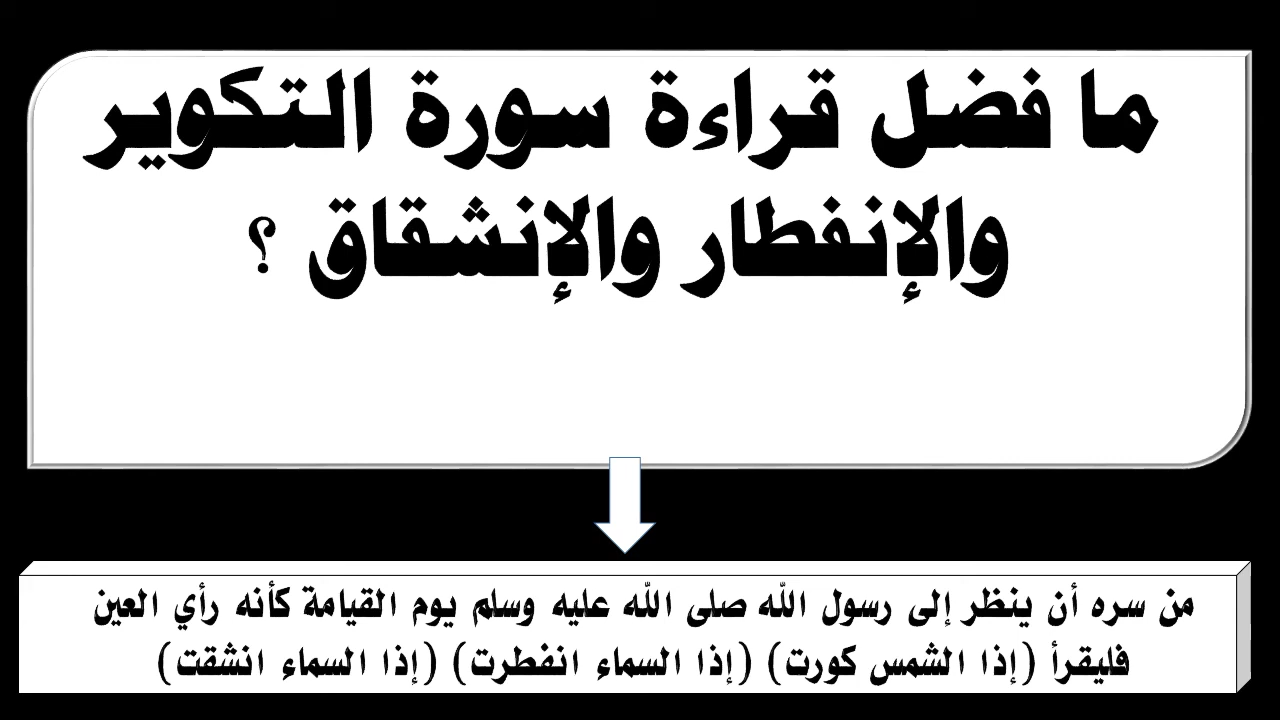 ما فضل قراءة سورة التكوير
والإنفطار والإنشقاق ؟
من سره أن ينظر إلى رسول الله صلى الله عليه وسلم يوم القيامة كأنه رأي العين
فليقرأ (إذا الشمس كورت) (إذا السماء انفطرت) (إذا السماء انشقت)